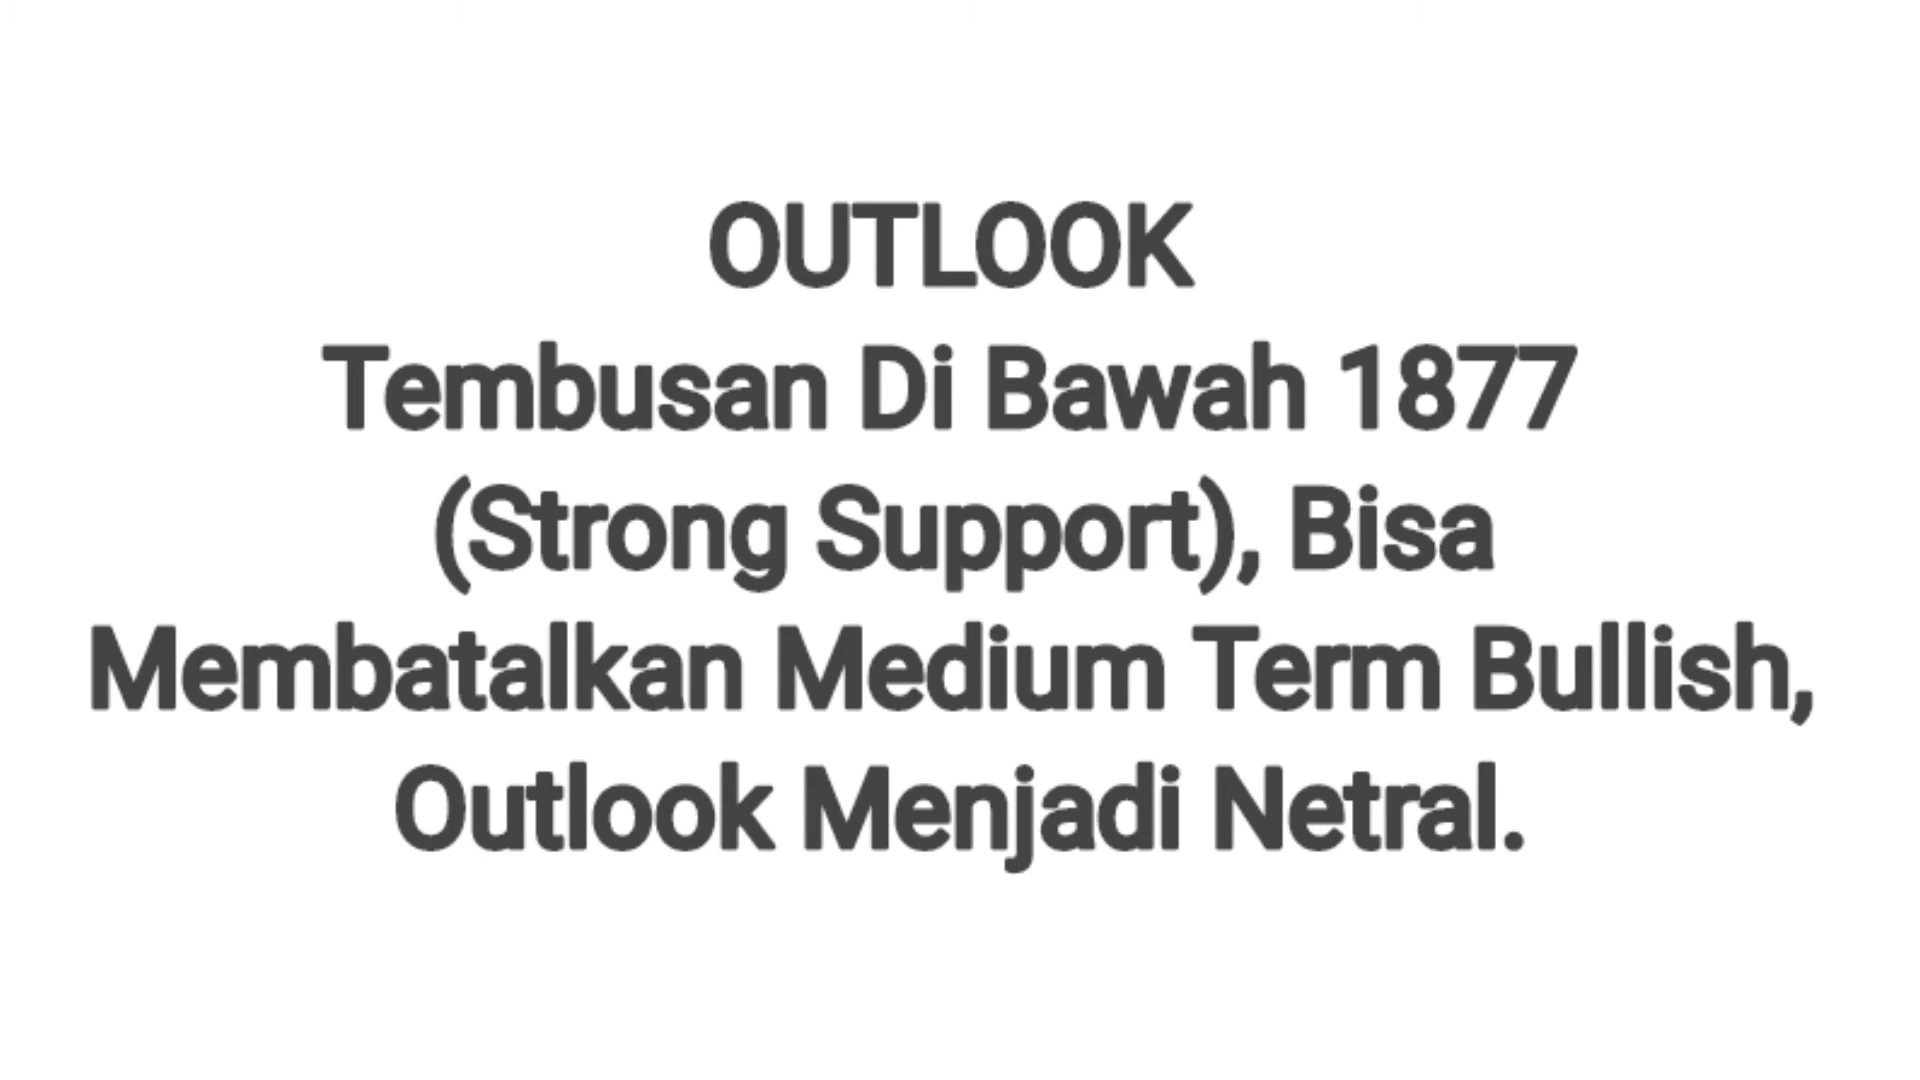 OUTLOOK
Tembusan Di Bawah 1877
(Strong Support), Bisa
Membatalkan Medium Term Bullish,
Outlook Menjadi Netral.